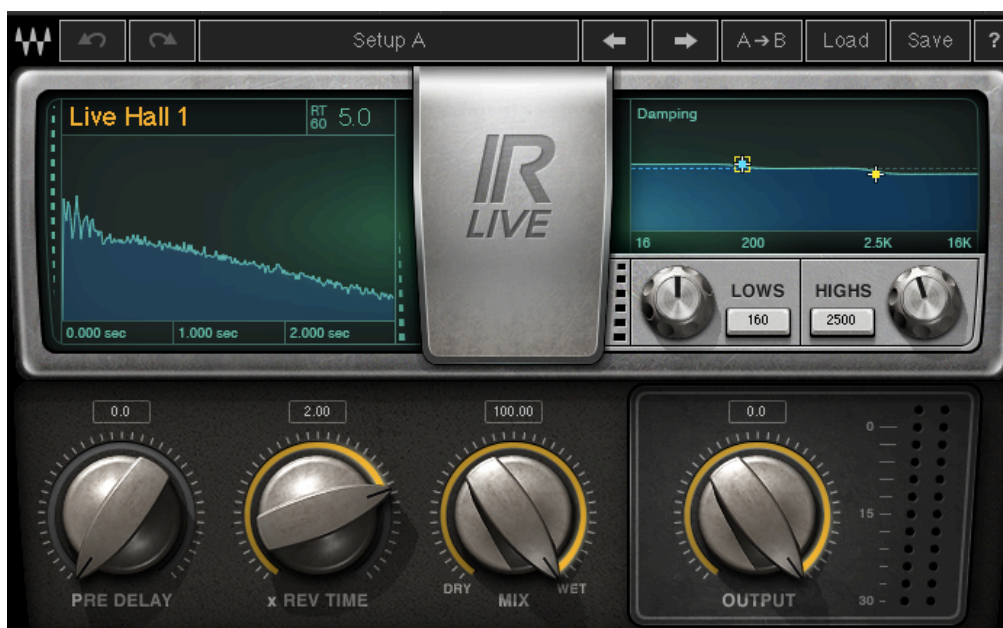 Setup A
A→B
Load
Save
?
Live Hall 1
RT 60 5.0
0.000 sec 1.000 sec 2.000 sec
IR
LIVE
Damping
16 200 2.5K 16K
LOWS
160
HIGHS
2500
0.0
PRE DELAY
2.00
x REV TIME
100.00
DRY
MIX
WET
0.0
OUTPUT
0
15
30